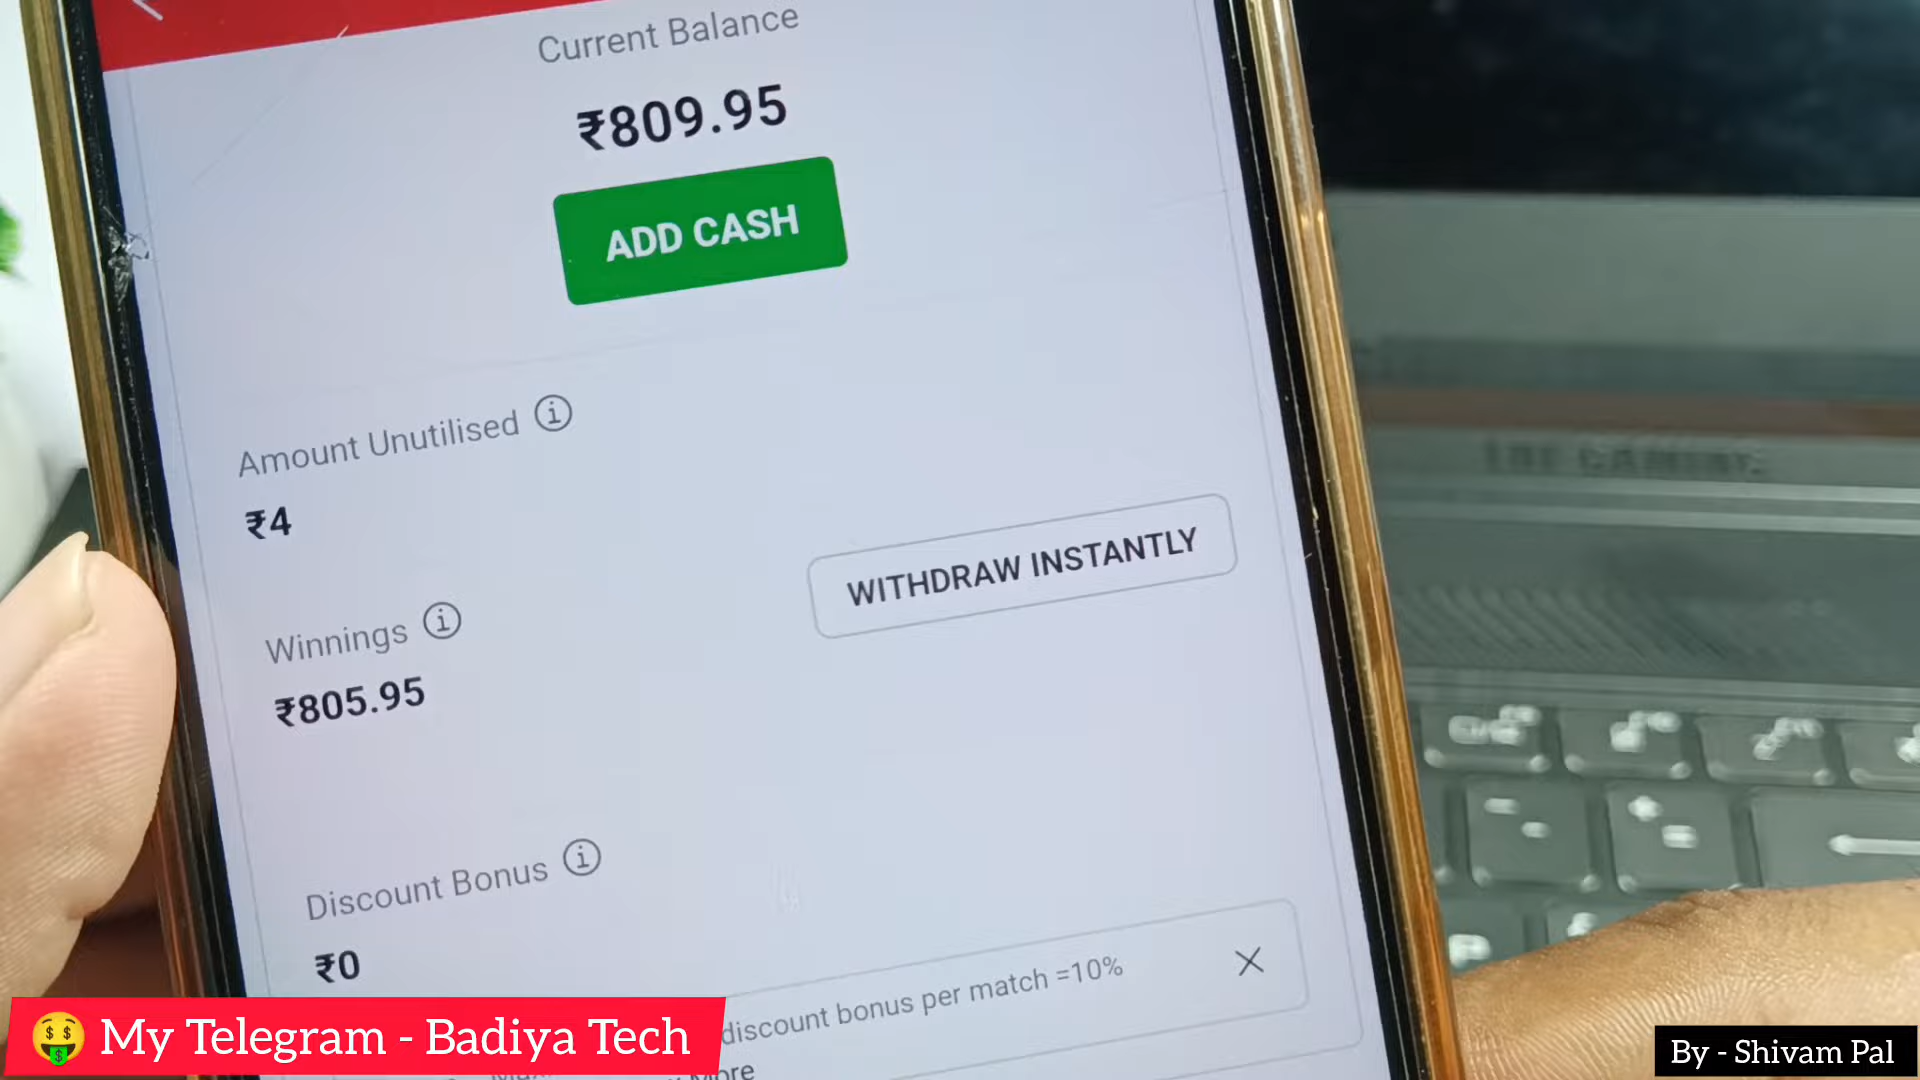 Current Balance
₹809.95
ADD CASH
Amount Unutilised
₹4
WITHDRAW INSTANTLY
Winnings
₹805.95
Discount Bonus
₹0
discount bonus per match =10%
🤑 My Telegram - Badiya Tech
By - Shivam Pal